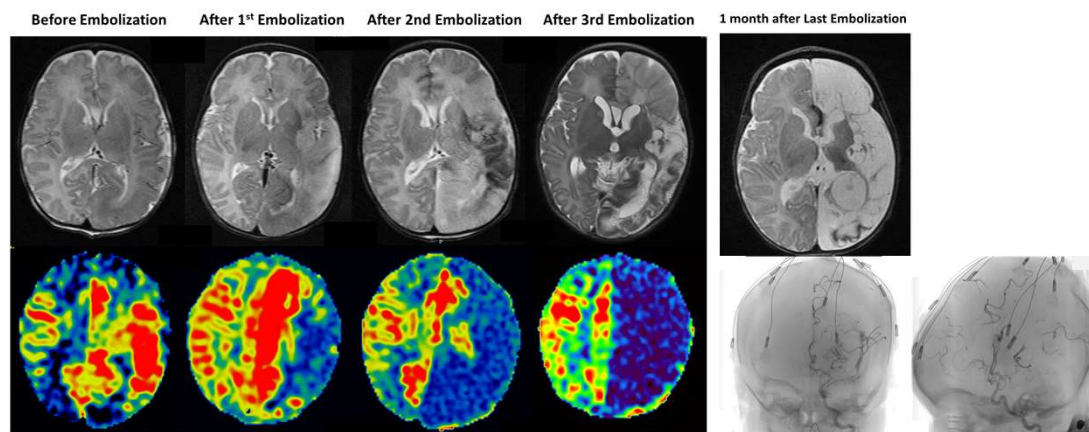 Before Embolization
After 1st Embolization
After 2nd Embolization
After 3rd Embolization
1 month after Last Embolization